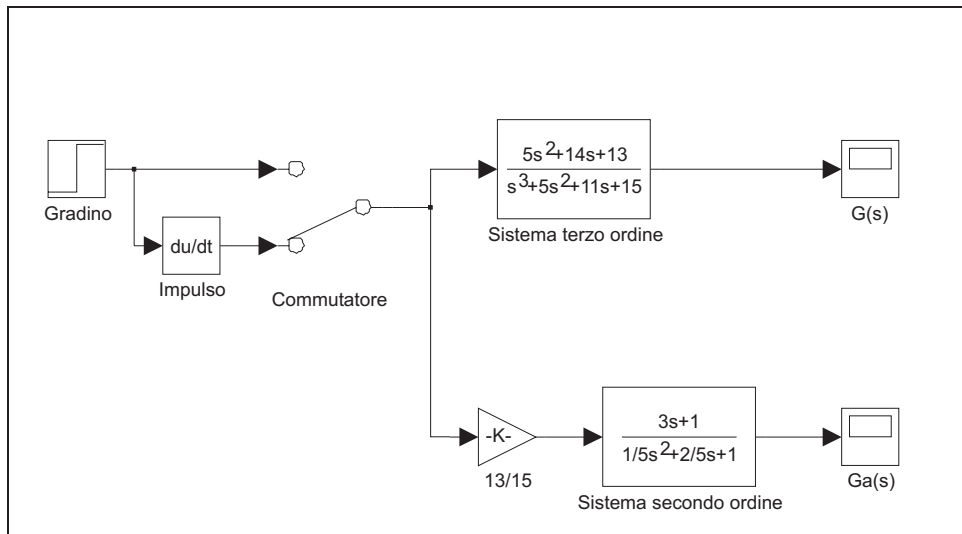 5s2+14s+13
s3+5s2+11s+15
Sistema terzo ordine
G(s)
Gradino
du/dt
Impulso
Commutatore
-K-
13/15
3s+1
1/5s2+2/5s+1
Sistema secondo ordine
Ga(s)